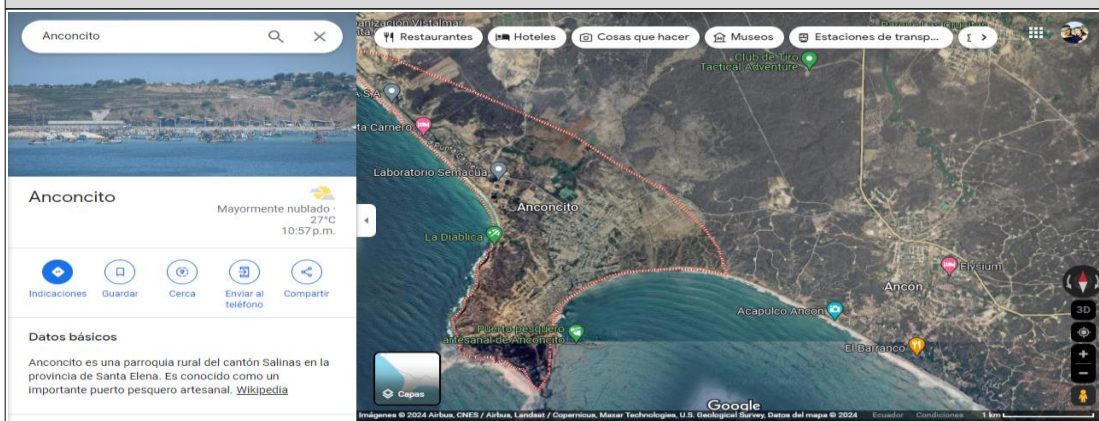 Anconcito
Anconcito
Mayormente nublado ·
27°C
10:57 p.m.
Indicaciones
Guardar
Cerca
Enviar al
teléfono
Compartir
Datos básicos
Anconcito es una parroquia rural del cantón Salinas en la
provincia de Santa Elena. Es conocido como un
importante puerto pesquero artesanal. Wikipedia
Restaurantes
Hoteles
Cosas que hacer
Museos
Estaciones de transp...
Club de Tiro
Tactical Adventure
ta Carnero
Laboratorio Semacua
Anconcito
La Diablica
Elysium
Ancón
Acapulco Ancón
Puerto pesquero
artesanal de Anconcito
El Barranco
3D
Capas
Google
Imágenes © 2024 Airbus, CNES / Airbus, Landsat / Copernicus, Maxar Technologies, U.S. Geological Survey, Datos del mapa © 2024
Ecuador
Condiciones
1 km